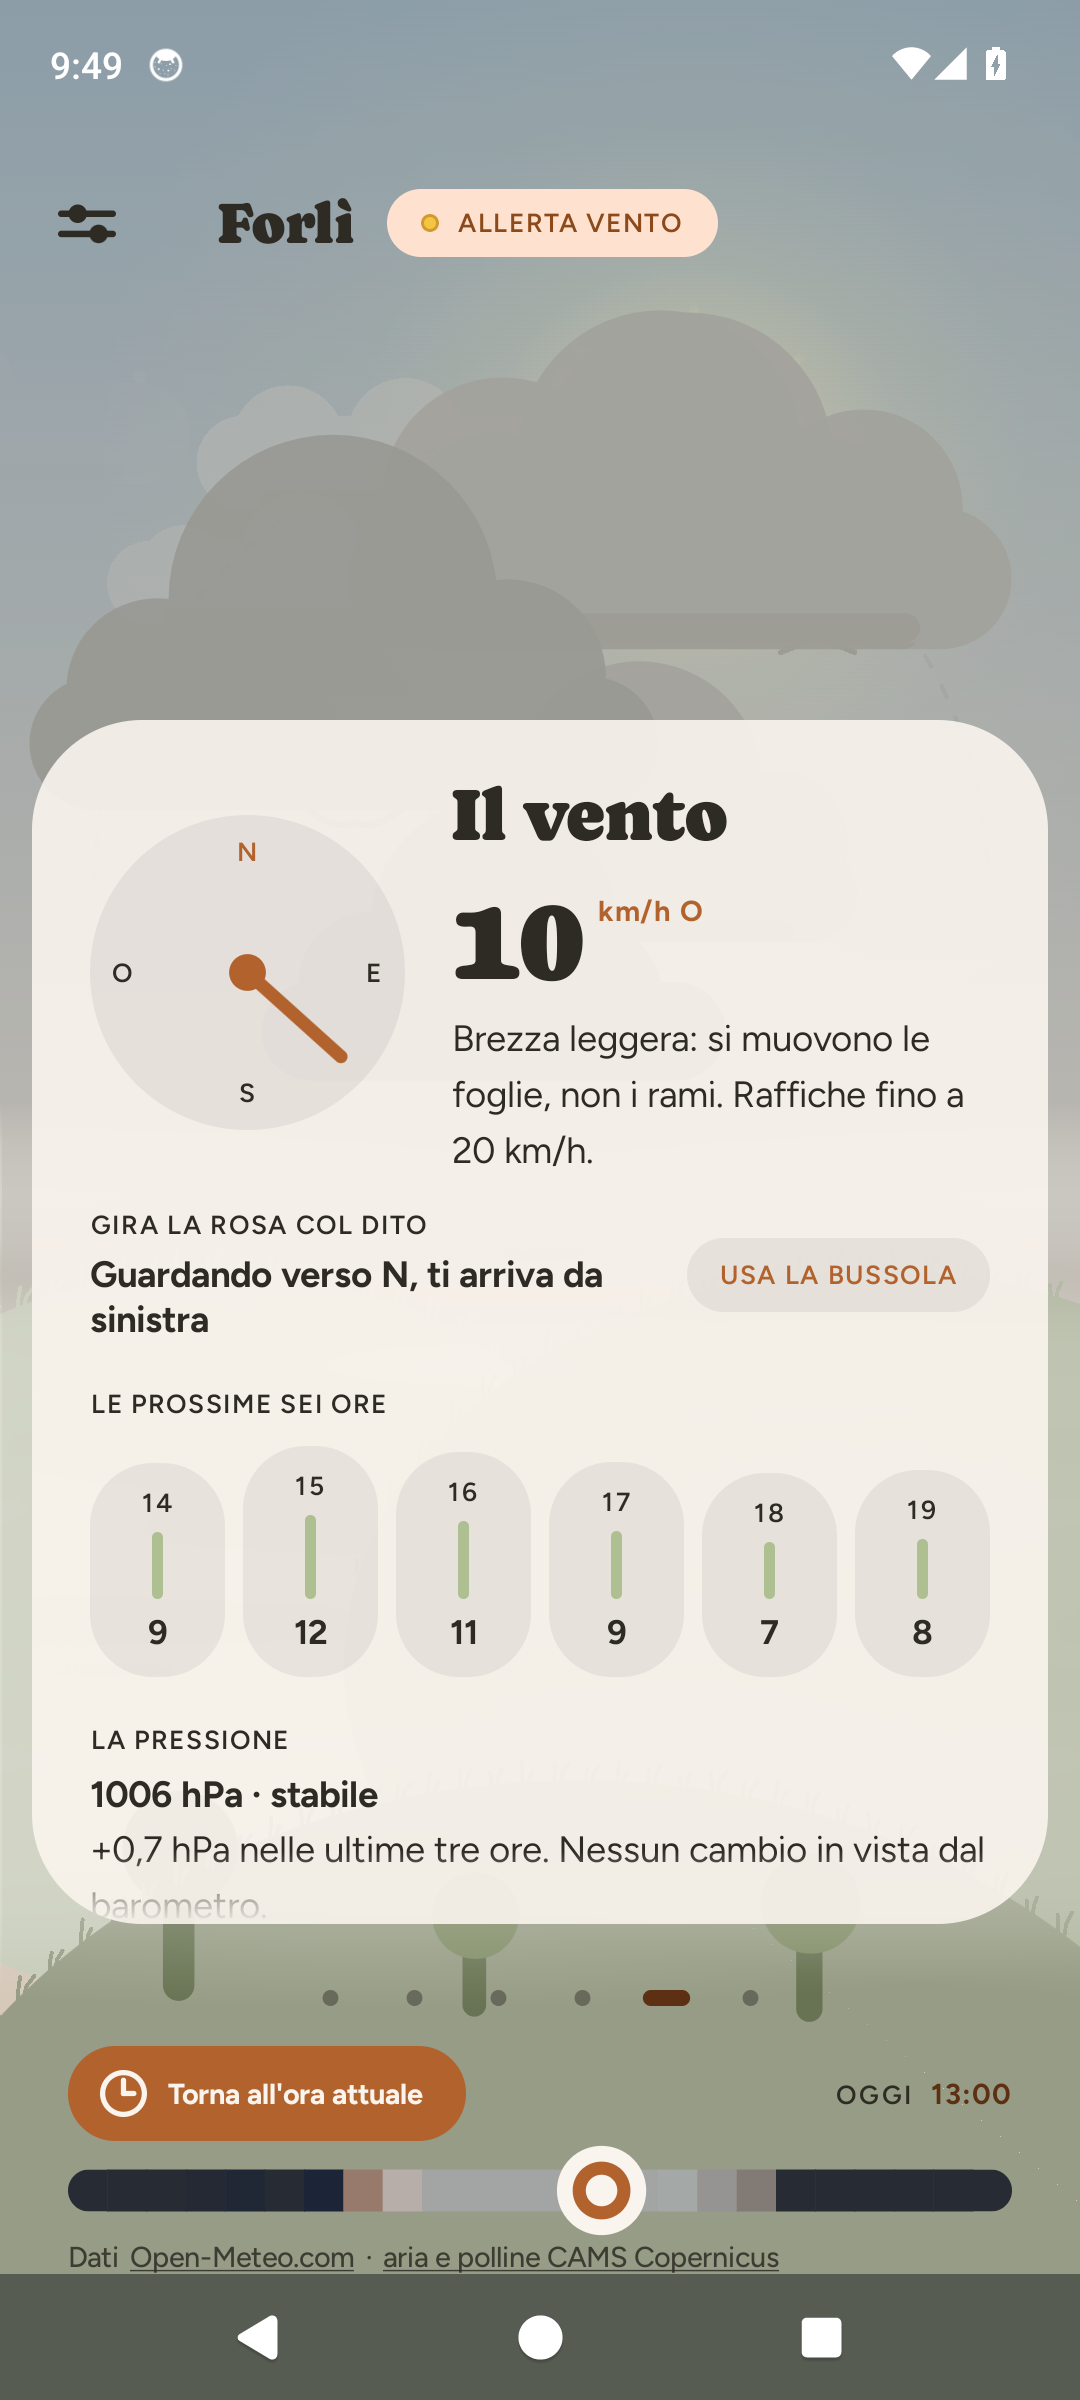 9:49
Forlì
ALLERTA VENTO
Il vento
N
O
E
S
10 km/h O
Brezza leggera: si muovono le
foglie, non i rami. Raffiche fino a
20 km/h.
GIRA LA ROSA COL DITO
Guardando verso N, ti arriva da
sinistra
USA LA BUSSOLA
LE PROSSIME SEI ORE
14 15 16 17 18 19
9 12 11 9 7 8
LA PRESSIONE
1006 hPa · stabile
+0,7 hPa nelle ultime tre ore. Nessun cambio in vista dal
barometro.
Torna all'ora attuale
OGGI 13:00
Dati Open-Meteo.com · aria e polline CAMS Copernicus